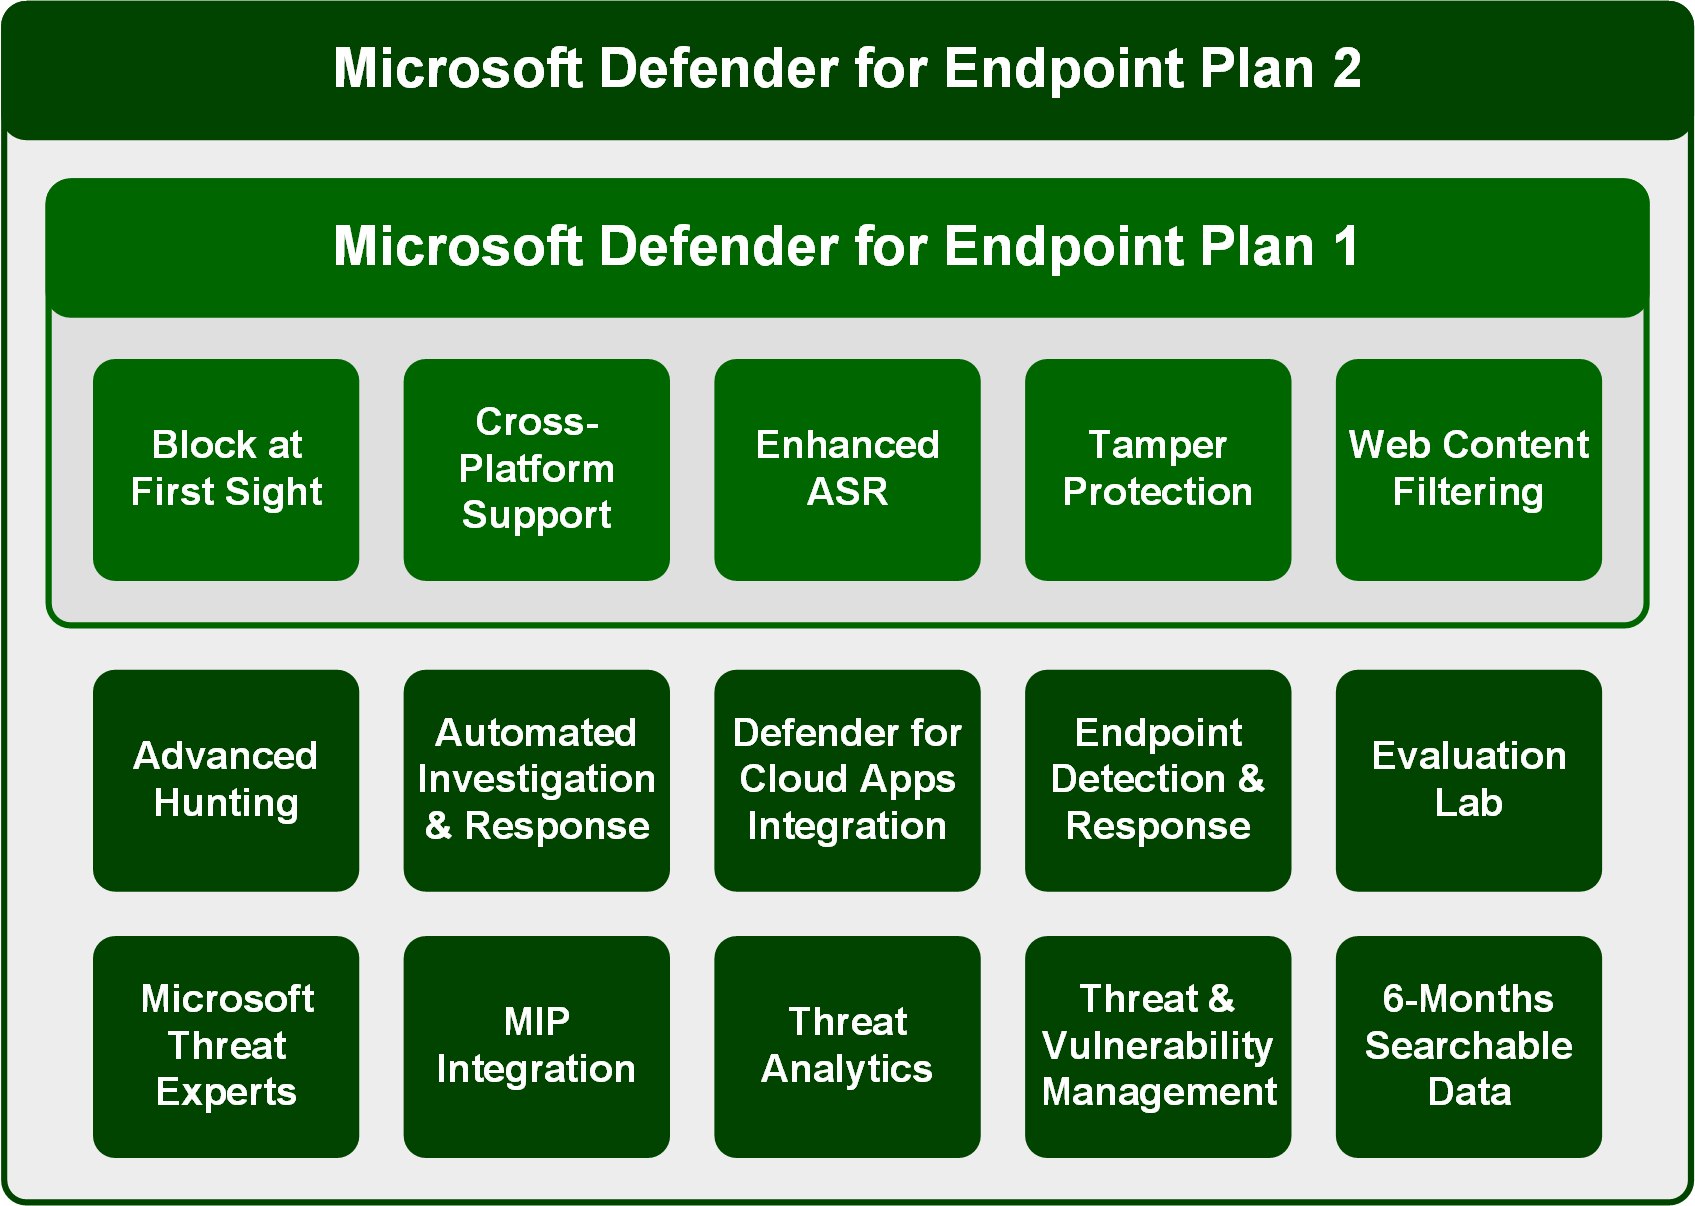 Microsoft Defender for Endpoint Plan 2
Microsoft Defender for Endpoint Plan 1
Block at
First Sight
Cross-
Platform
Support
Enhanced
ASR
Tamper
Protection
Web Content
Filtering
Advanced
Hunting
Automated
Investigation
& Response
Defender for
Cloud Apps
Integration
Endpoint
Detection &
Response
Evaluation
Lab
Microsoft
Threat
Experts
MIP
Integration
Threat
Analytics
Threat &
Vulnerability
Management
6-Months
Searchable
Data